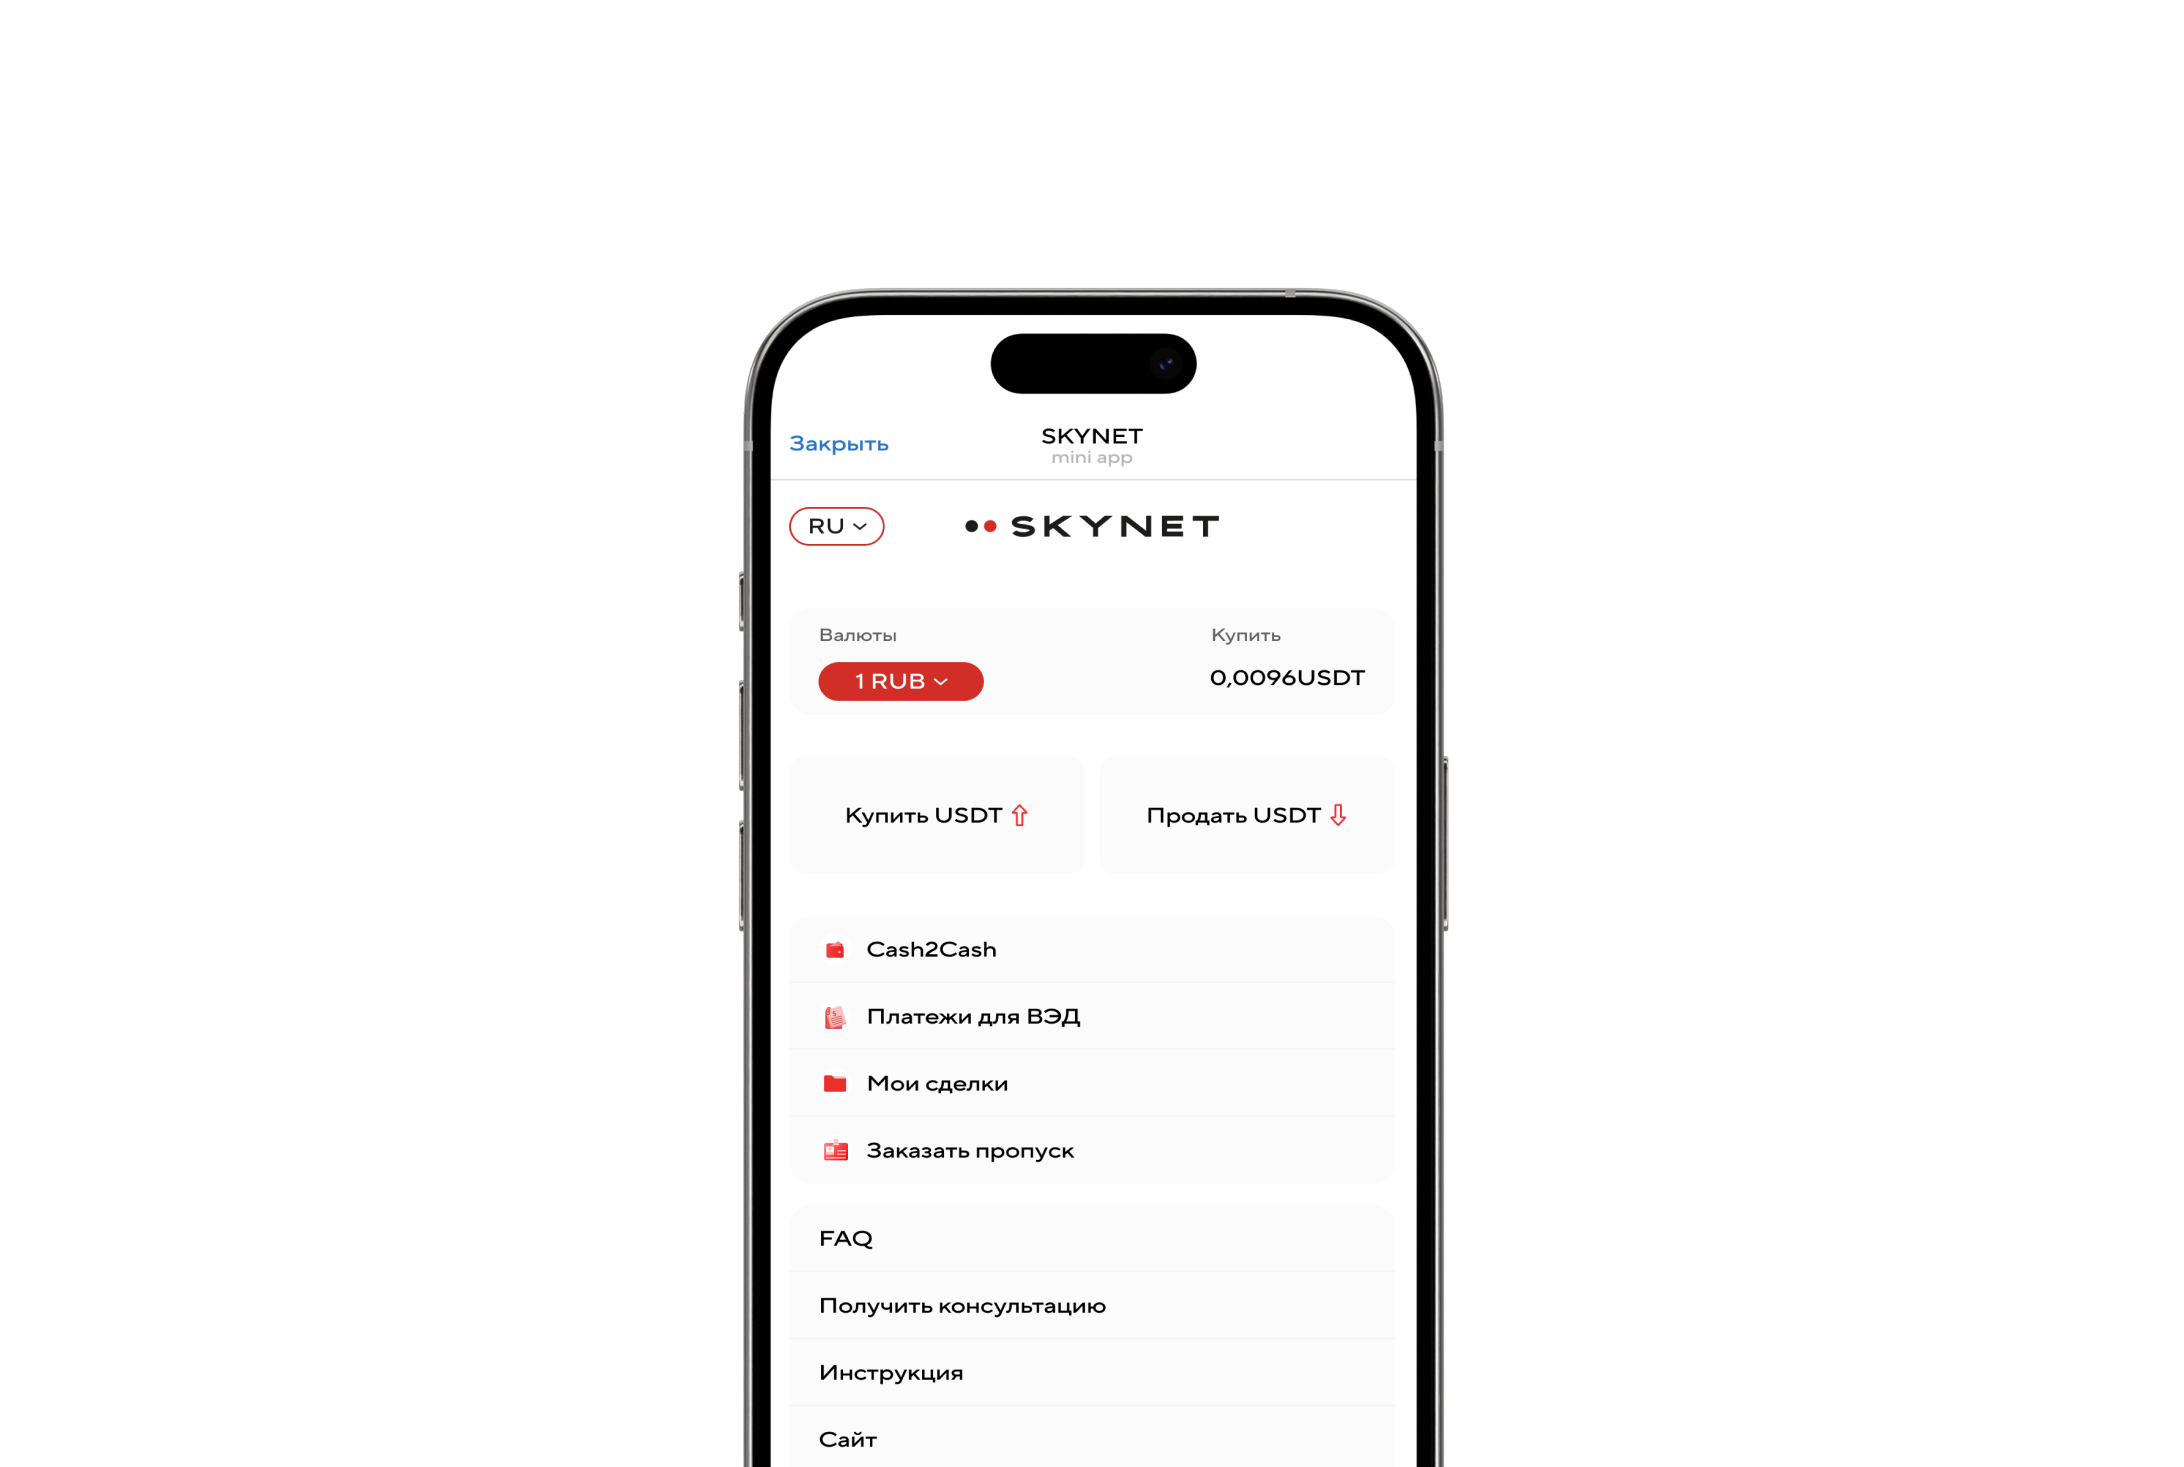 Закрыть
SKYNET
mini app
RU
SKYNET
Валюты
Купить
1 RUB
0,0096USDT
Купить USDT
Продать USDT
Cash2Cash
Платежи для ВЭД
Мои сделки
Заказать пропуск
FAQ
Получить консультацию
Инструкция
Сайт